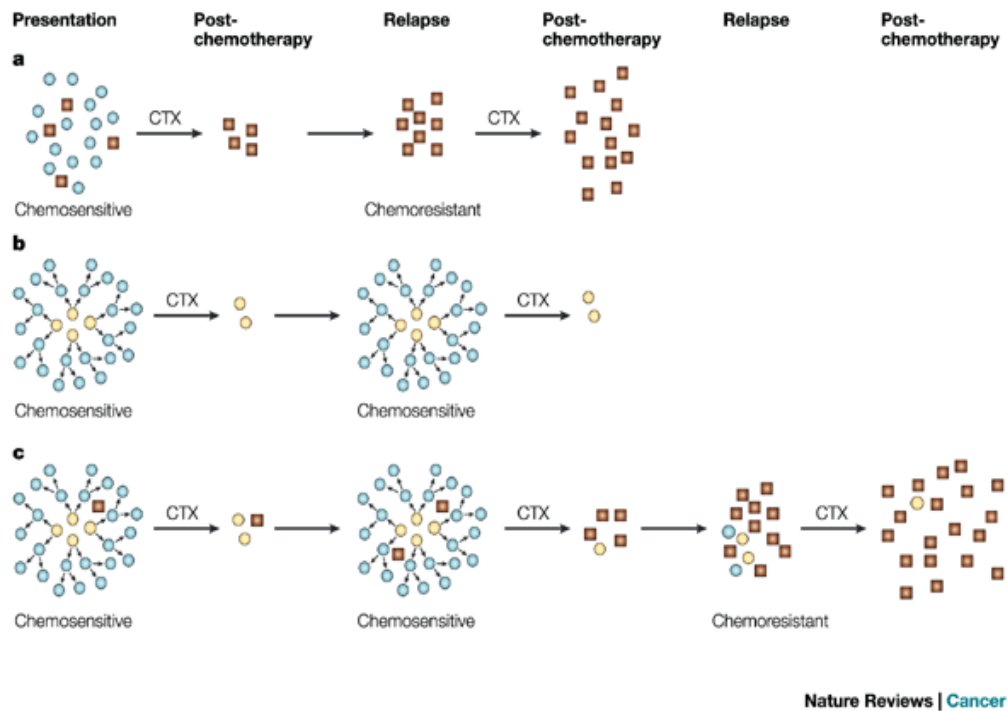 Presentation Post-chemotherapy Relapse Post-chemotherapy Relapse Post-chemotherapy
a
CTX CTX
Chemosensitive Chemoresistant
b
CTX CTX
Chemosensitive Chemosensitive
c
CTX CTX CTX
Chemosensitive Chemosensitive Chemoresistant
Nature Reviews | Cancer